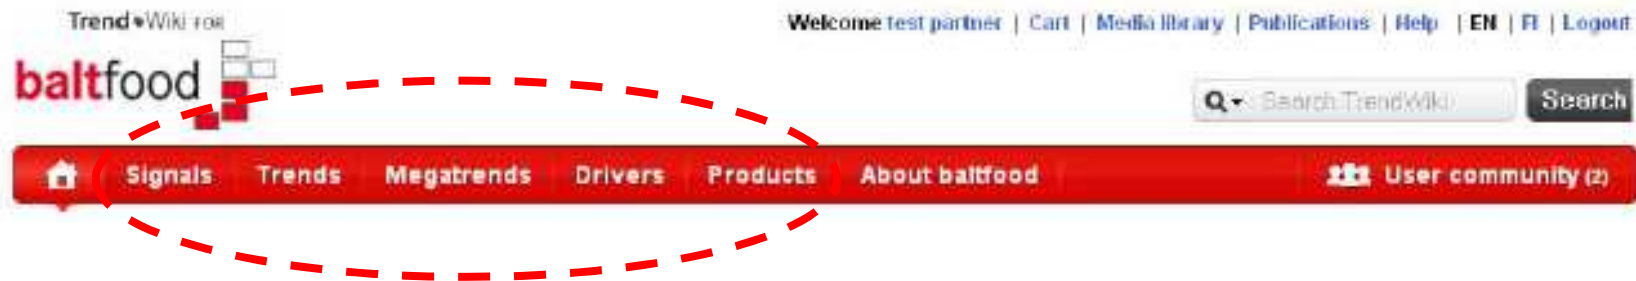 Trend Wiki FOR
baltfood
Welcome test partner | Cart | Media library | Publications | Help | EN | FI | Logout
Search TrendWiki Search
Signals Trends Megatrends Drivers Products About baltfood User community (2)